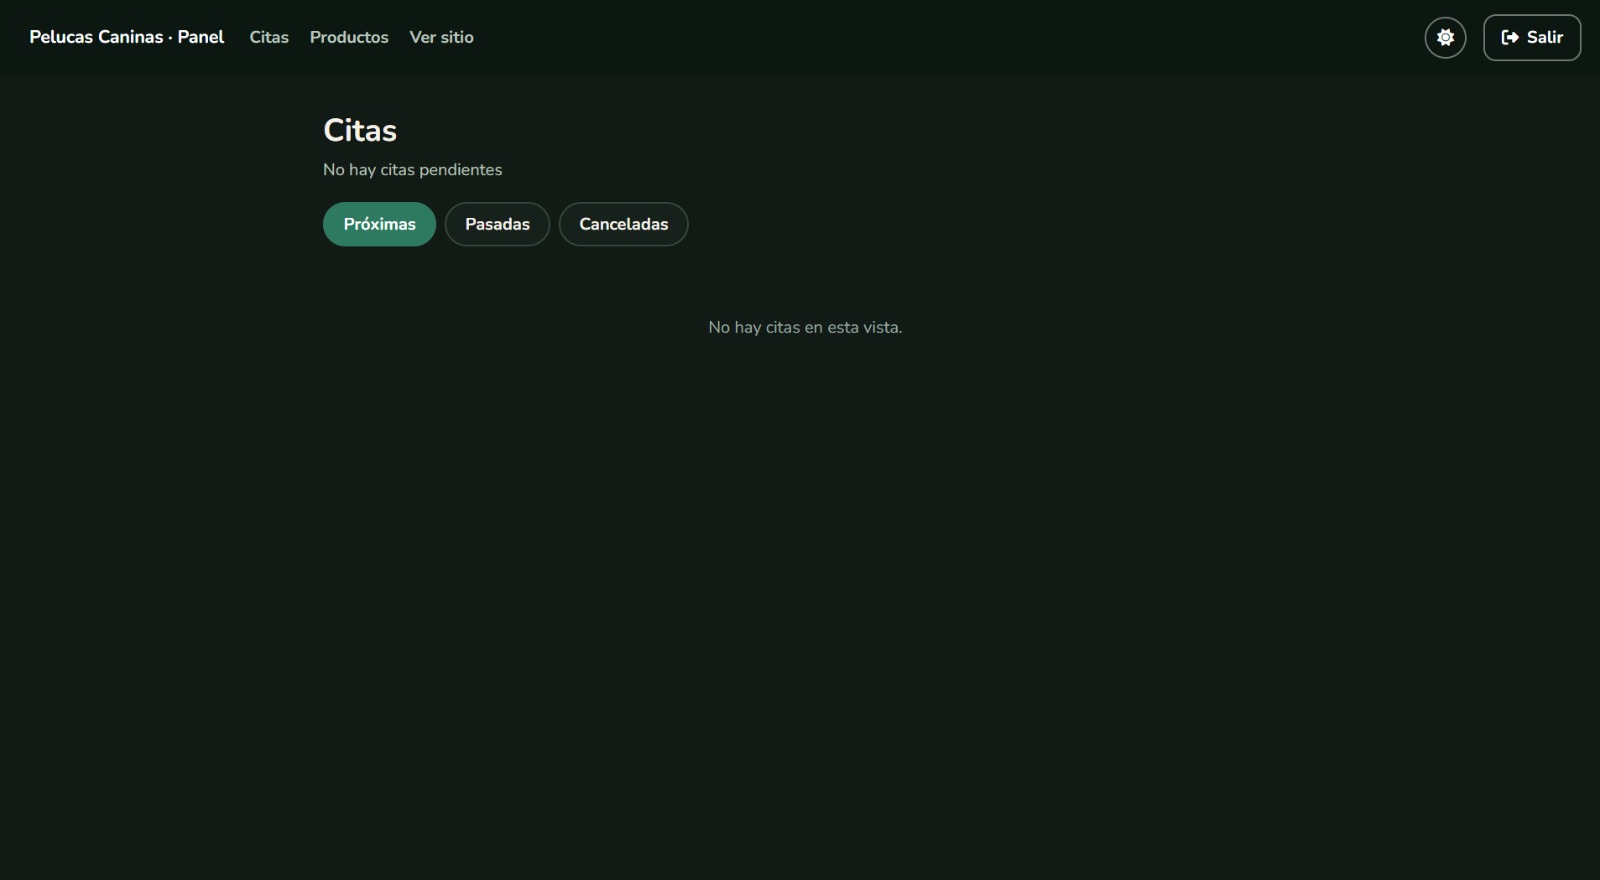 Pelucas Caninas · Panel Citas Productos Ver sitio Salir
Citas
No hay citas pendientes
Próximas Pasadas Canceladas
No hay citas en esta vista.